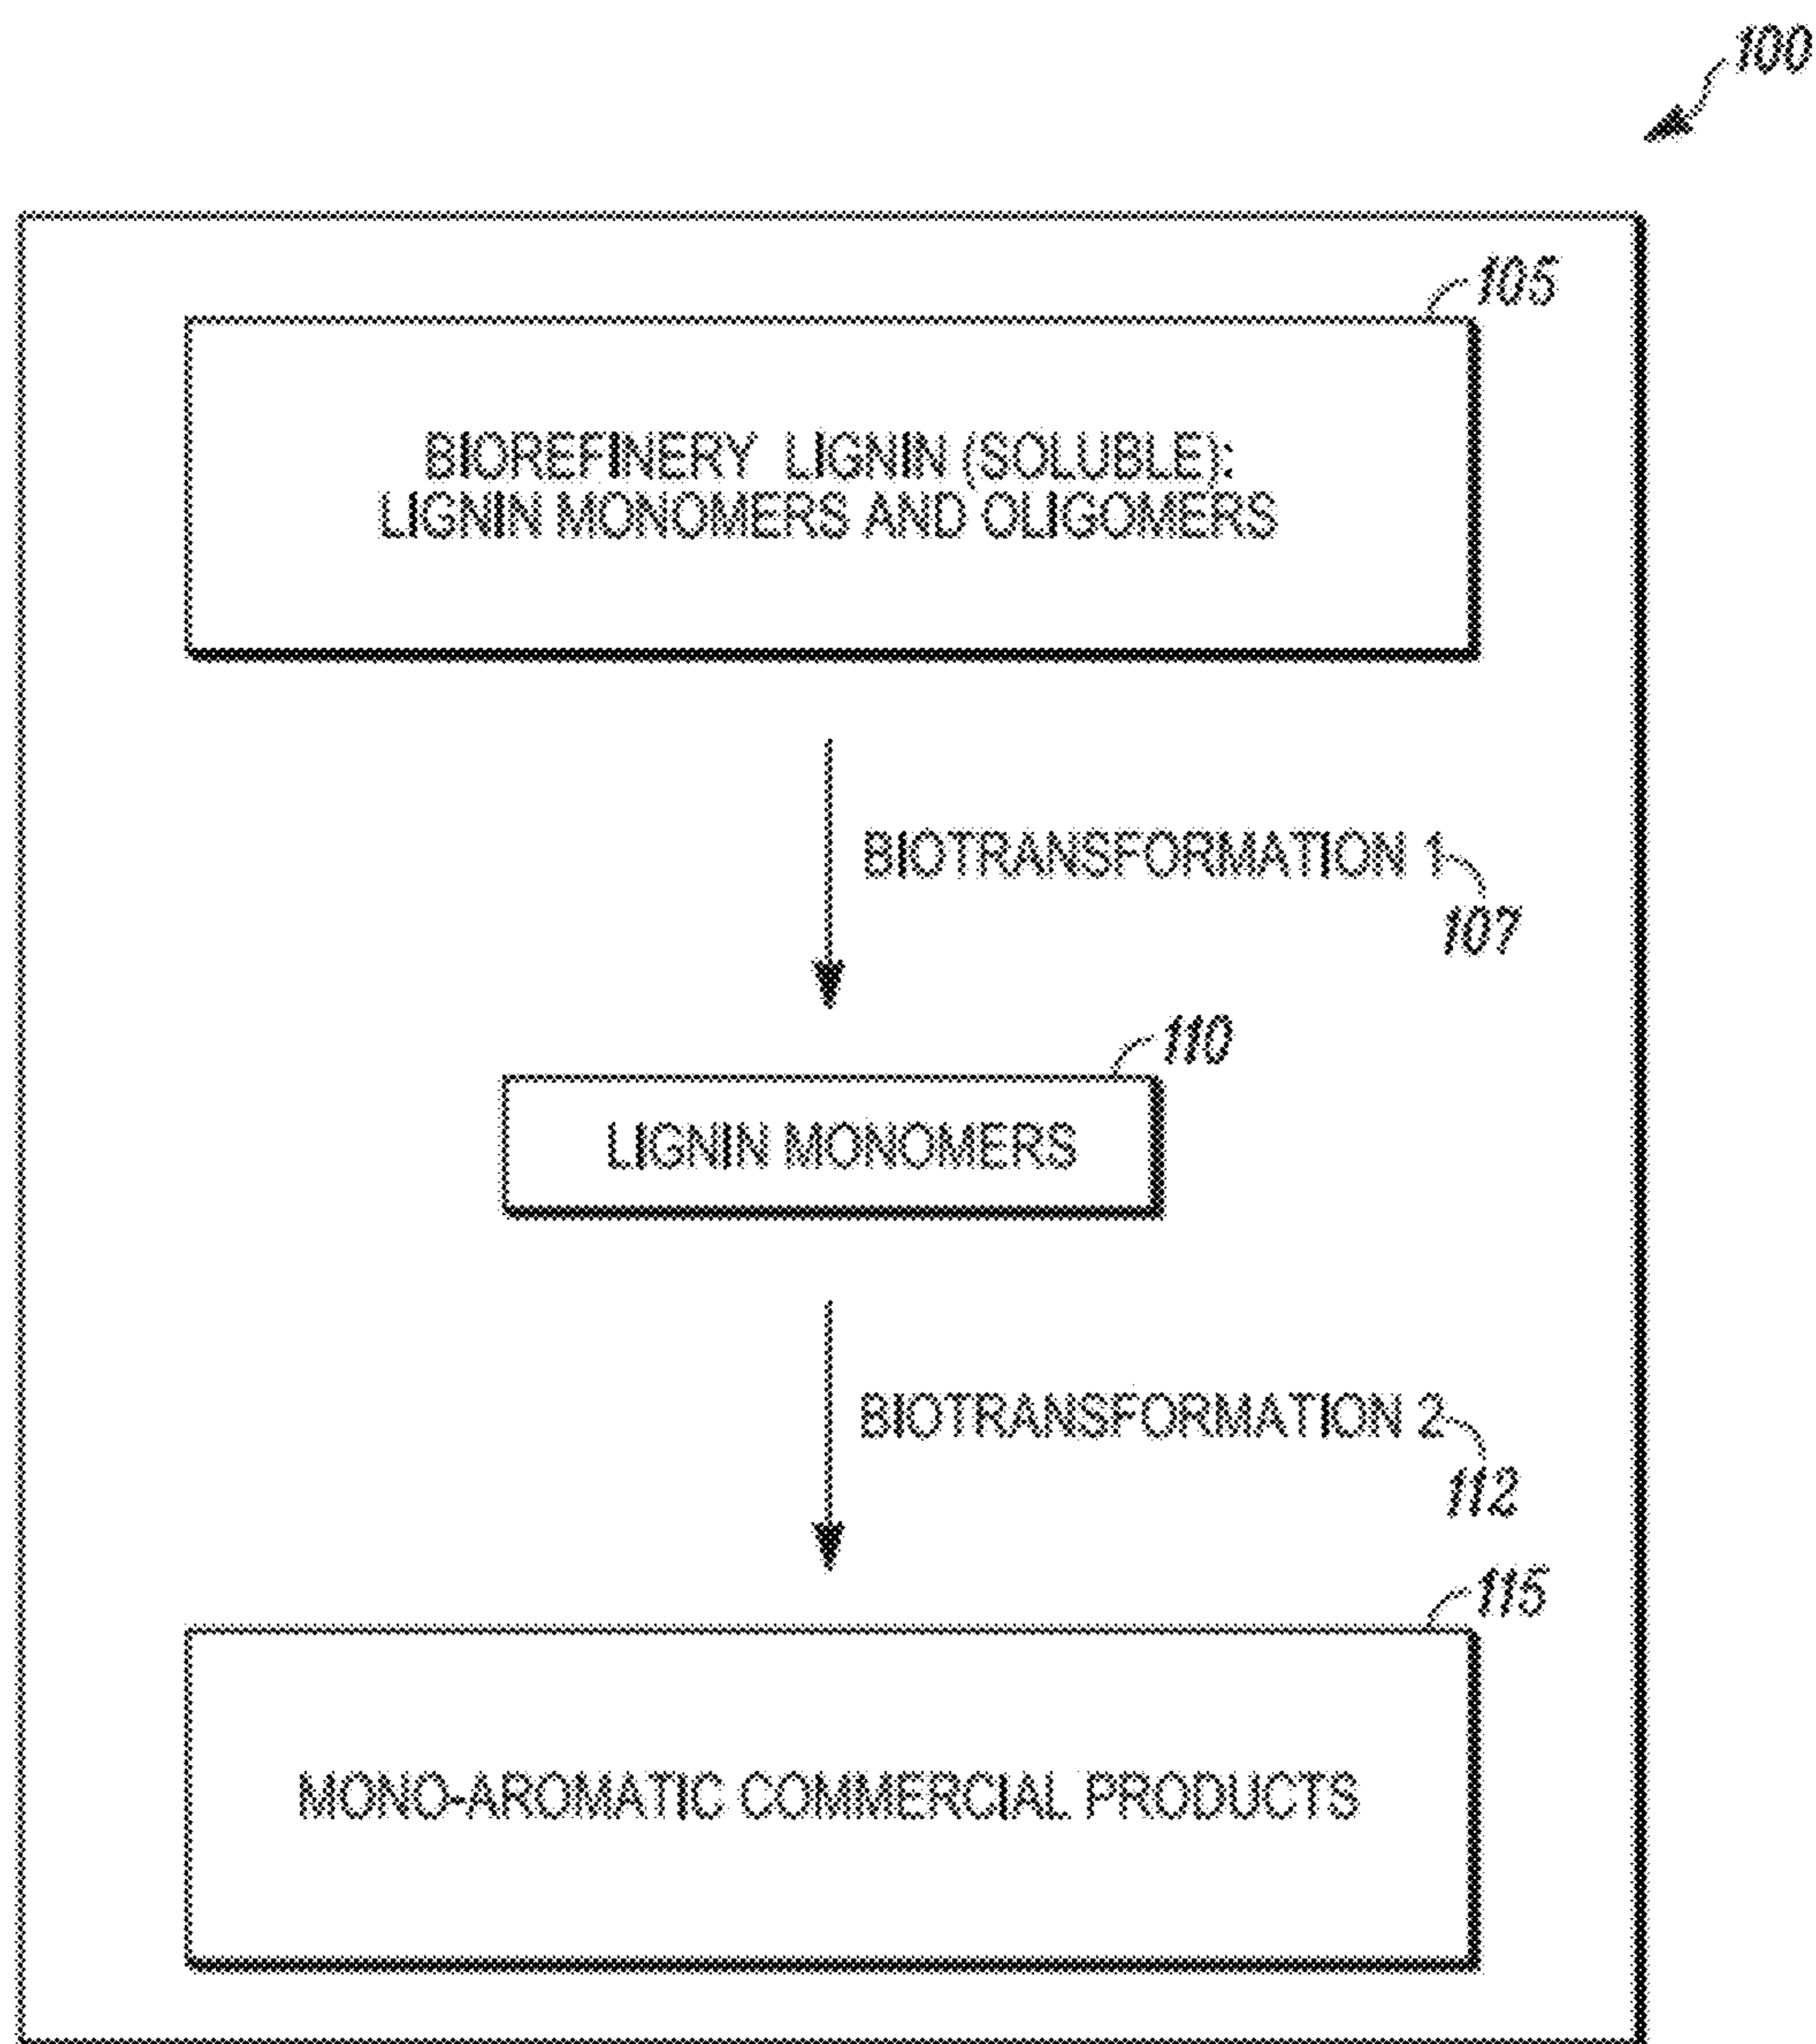 100
105
BIOREFINERY LIGNIN (SOLUBLE):
LIGNIN MONOMERS AND OLIGOMERS
BIOTRANSFORMATION 1
107
110
LIGNIN MONOMERS
BIOTRANSFORMATION 2
112
115
MONO-AROMATIC COMMERCIAL PRODUCTS